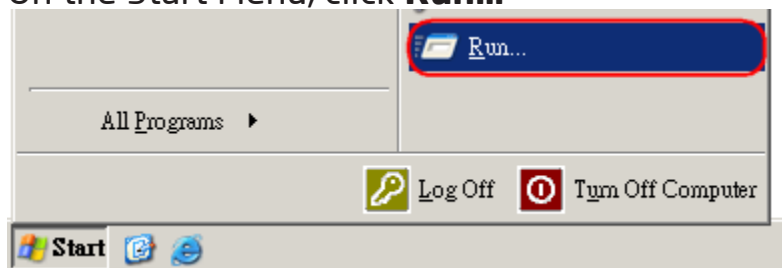 On the Start Menu, click Run...
Run...
All Programs
Log Off Turn Off Computer
Start